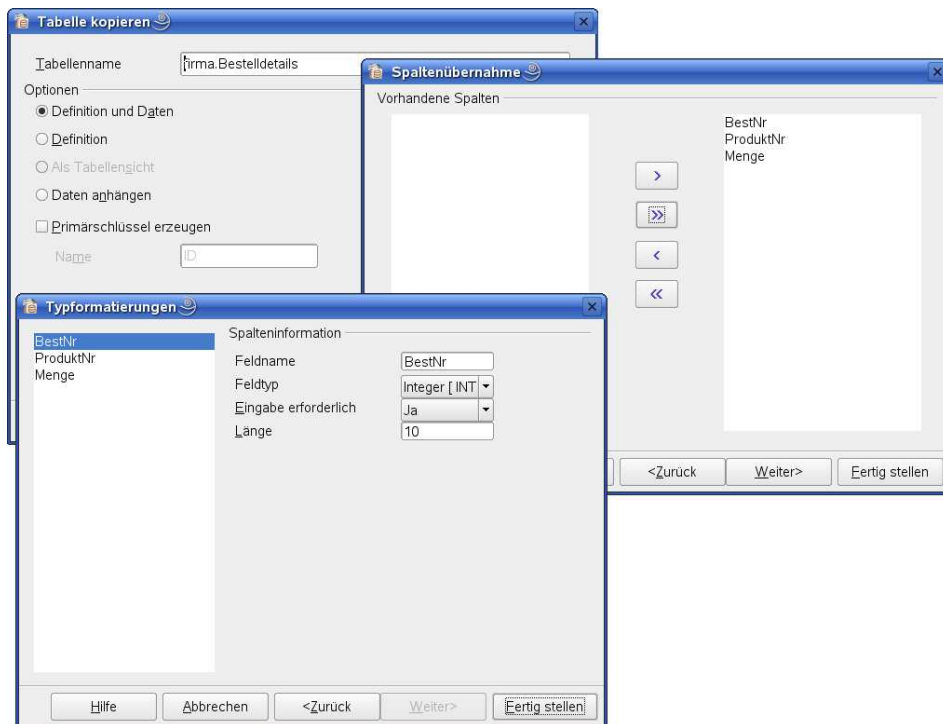 Tabelle kopieren
Tabellenname
firma.Bestelldetails
Optionen
Definition und Daten
Definition
Als Tabellensicht
Daten anhängen
Primärschlüssel erzeugen
Name
ID
Spaltenübernahme
Vorhandene Spalten
BestNr
ProduktNr
Menge
>
>>
<
<<
<Zurück
Weiter>
Fertig stellen
Typformatierungen
BestNr
ProduktNr
Menge
Spalteninformation
Feldname
BestNr
Feldtyp
Integer [ INT
Eingabe erforderlich
Ja
Länge
10
Hilfe
Abbrechen
<Zurück
Weiter>
Fertig stellen